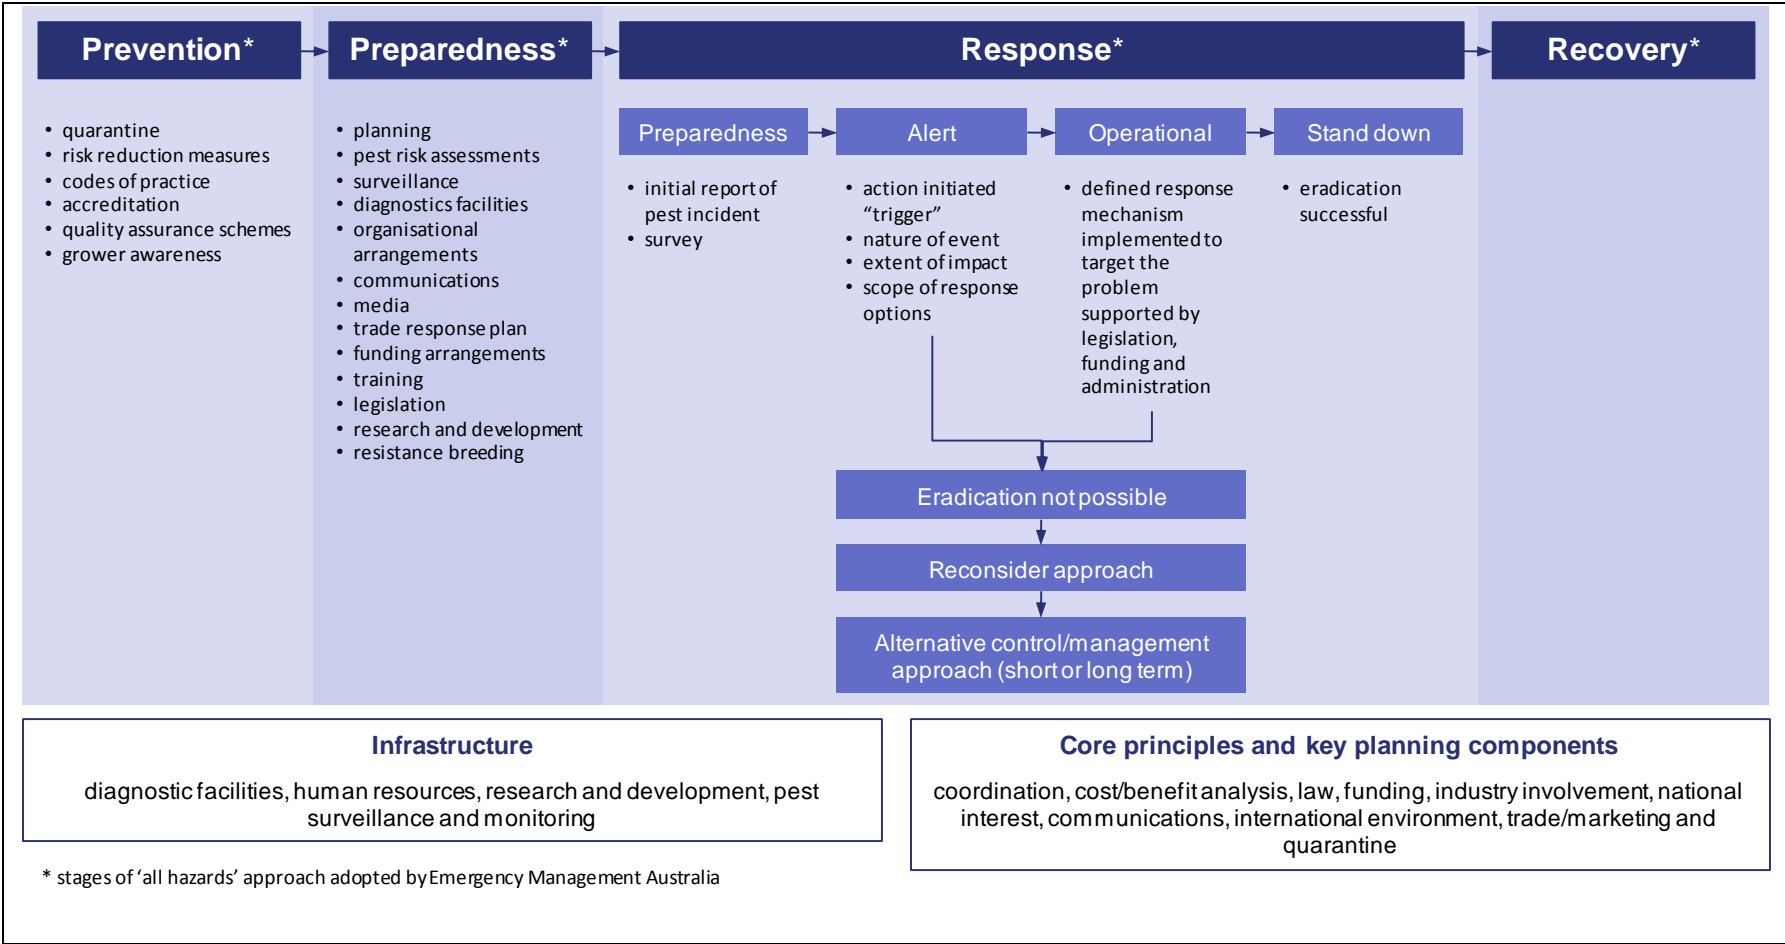 Prevention*
Preparedness*
Response*
Recovery*
• quarantine
• risk reduction measures
• codes of practice
• accreditation
• quality assurance schemes
• grower awareness
• planning
• pest risk assessments
• surveillance
• diagnostics facilities
• organisational
arrangements
• communications
• media
• trade response plan
• funding arrangements
• training
• legislation
• research and development
• resistance breeding
Preparedness
• initial report of
pest incident
• survey
Alert
• action initiated
“trigger”
• nature of event
• extent of impact
• scope of response
options
Operational
• defined response
mechanism
implemented to
target the
problem
supported by
legislation,
funding and
administration
Stand down
• eradication
successful
Eradication not possible
Reconsider approach
Alternative control/management
approach (short or long term)
Infrastructure
diagnostic facilities, human resources, research and development, pest
surveillance and monitoring
Core principles and key planning components
coordination, cost/benefit analysis, law, funding, industry involvement, national
interest, communications, international environment, trade/marketing and
quarantine
* stages of ‘all hazards’ approach adopted by Emergency Management Australia